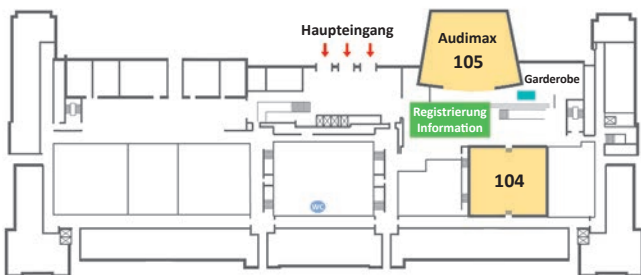 Haupteingang
Audimax
105
Garderobe
Registrierung
Information
104
WC